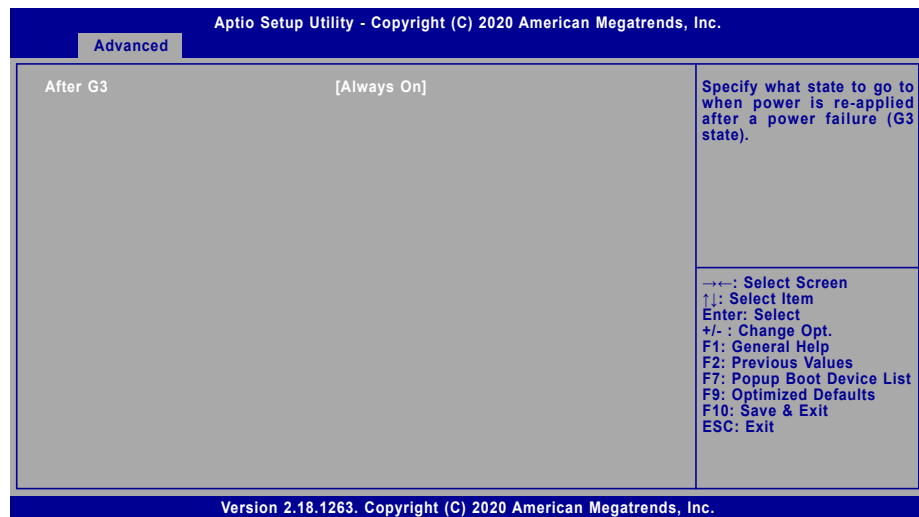 Aptio Setup Utility - Copyright (C) 2020 American Megatrends, Inc.
Advanced
After G3 [Always On]
Specify what state to go to
when power is re-applied
after a power failure (G3
state).
→←: Select Screen
↑↓: Select Item
Enter: Select
+/- : Change Opt.
F1: General Help
F2: Previous Values
F7: Popup Boot Device List
F9: Optimized Defaults
F10: Save & Exit
ESC: Exit
Version 2.18.1263. Copyright (C) 2020 American Megatrends, Inc.